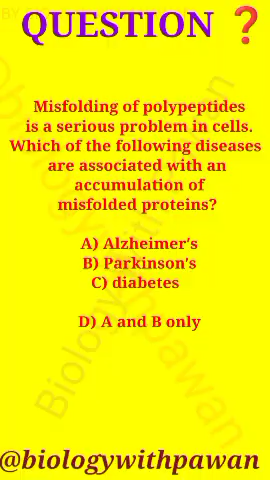 QUESTION ❓
Misfolding of polypeptides
is a serious problem in cells.
Which of the following diseases
are associated with an
accumulation of
misfolded proteins?
A) Alzheimer's
B) Parkinson's
C) diabetes
D) A and B only
@biologywithpawan